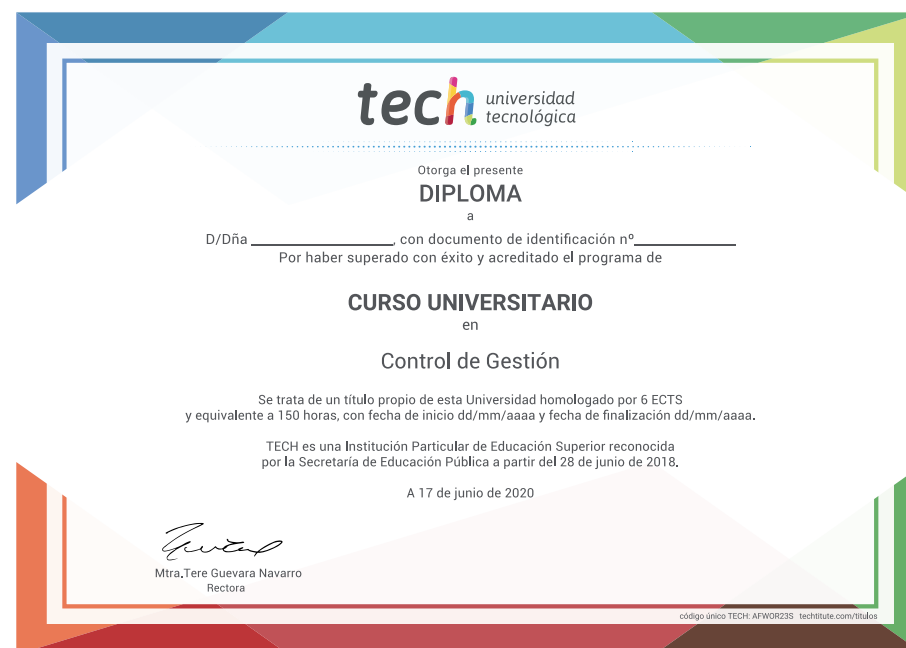 tech universidad
tecnológica
Otorga el presente
DIPLOMA
a
D/Dña ________________, con documento de identificación nº____________
Por haber superado con éxito y acreditado el programa de
CURSO UNIVERSITARIO
en
Control de Gestión
Se trata de un título propio de esta Universidad homologado por 6 ECTS
y equivalente a 150 horas, con fecha de inicio dd/mm/aaaa y fecha de finalización dd/mm/aaaa.
TECH es una Institución Particular de Educación Superior reconocida
por la Secretaría de Educación Pública a partir del 28 de junio de 2018.
A 17 de junio de 2020
Mtra.Tere Guevara Navarro
Rectora
código único TECH: AFWOR23S techtitute.com/titulos